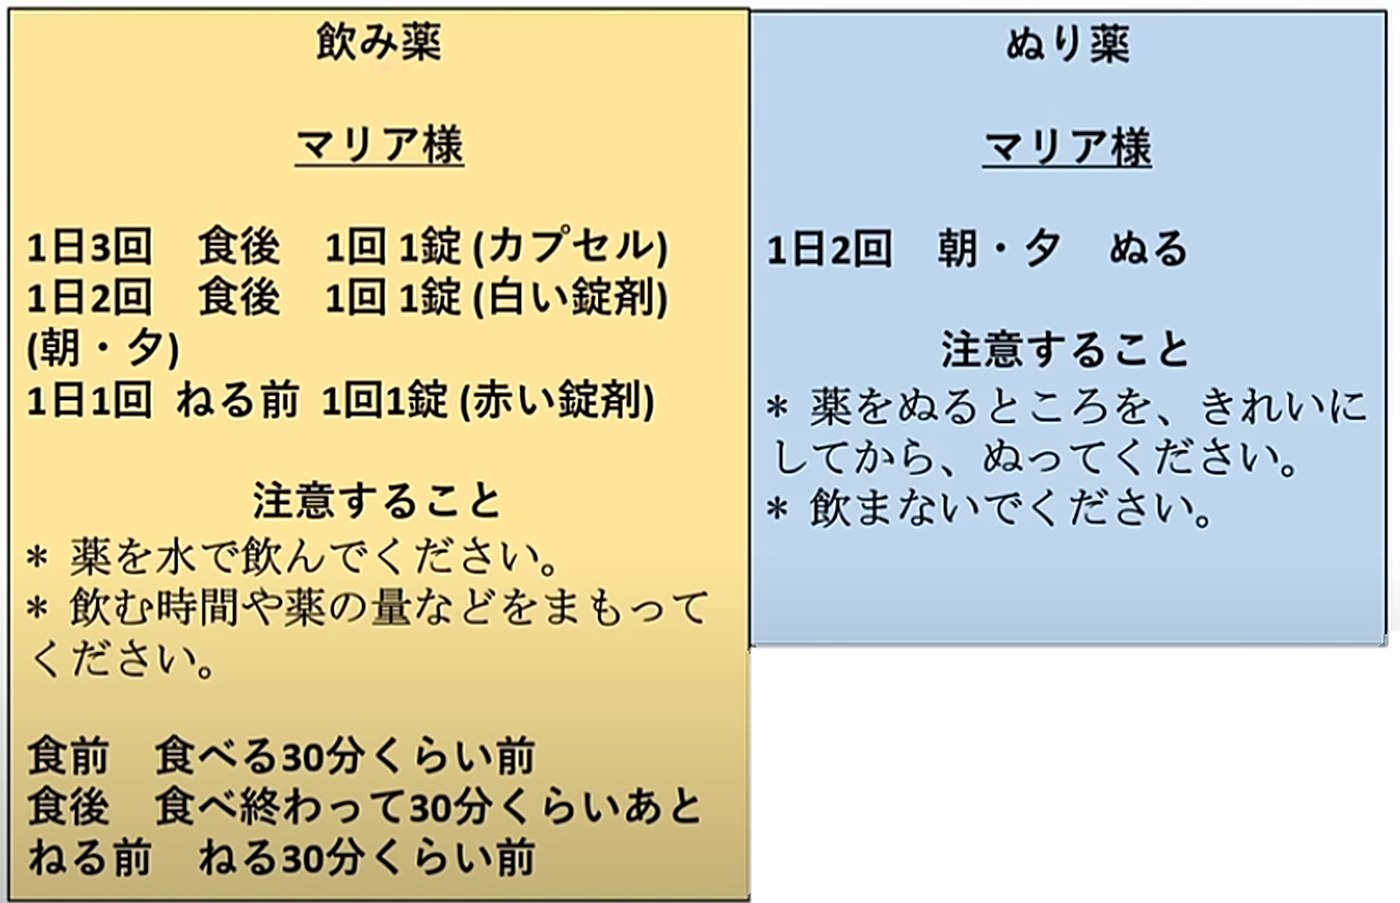 飲み薬
マリア様
1日3回　食後　1回 1錠 (カプセル)
1日2回　食後　1回 1錠 (白い錠剤)
(朝・夕)
1日1回 ねる前 1回1錠 (赤い錠剤)
注意すること
* 薬を水で飲んでください。
* 飲む時間や薬の量などをまもって
ください。
食前　食べる30分くらい前
食後　食べ終わって30分くらいあと
ねる前　ねる30分くらい前
ぬり薬
マリア様
1日2回　朝・夕　ぬる
注意すること
* 薬をぬるところを、きれいに
してから、ぬってください。
* 飲まないでください。